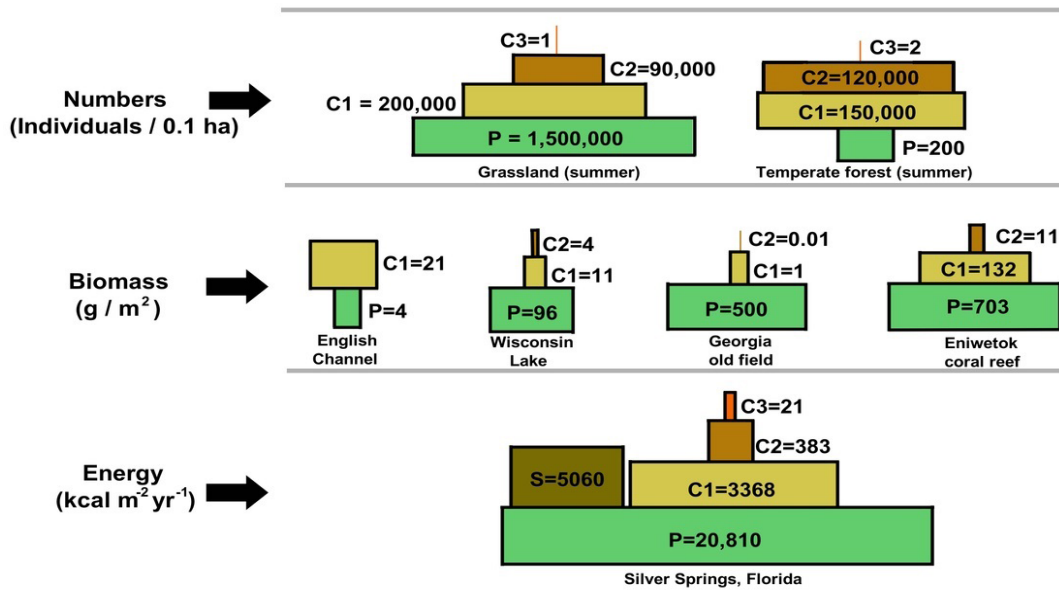 Numbers
(Individuals / 0.1 ha)
C3=1
C2=90,000
C1 = 200,000
P = 1,500,000
Grassland (summer)
C3=2
C2=120,000
C1=150,000
P=200
Temperate forest (summer)
Biomass
(g / m²)
C1=21
P=4
English
Channel
C2=4
C1=11
P=96
Wisconsin
Lake
C2=0.01
C1=1
P=500
Georgia
old field
C2=11
C1=132
P=703
Eniwetok
coral reef
Energy
(kcal m⁻² yr⁻¹)
C3=21
C2=383
S=5060
C1=3368
P=20,810
Silver Springs, Florida